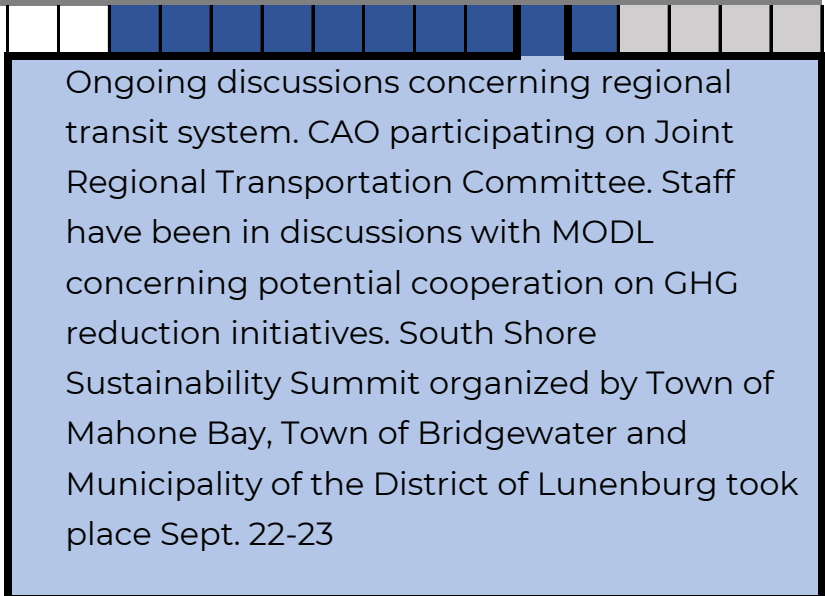 Ongoing discussions concerning regional
transit system. CAO participating on Joint
Regional Transportation Committee. Staff
have been in discussions with MODL
concerning potential cooperation on GHG
reduction initiatives. South Shore
Sustainability Summit organized by Town of
Mahone Bay, Town of Bridgewater and
Municipality of the District of Lunenburg took
place Sept. 22-23